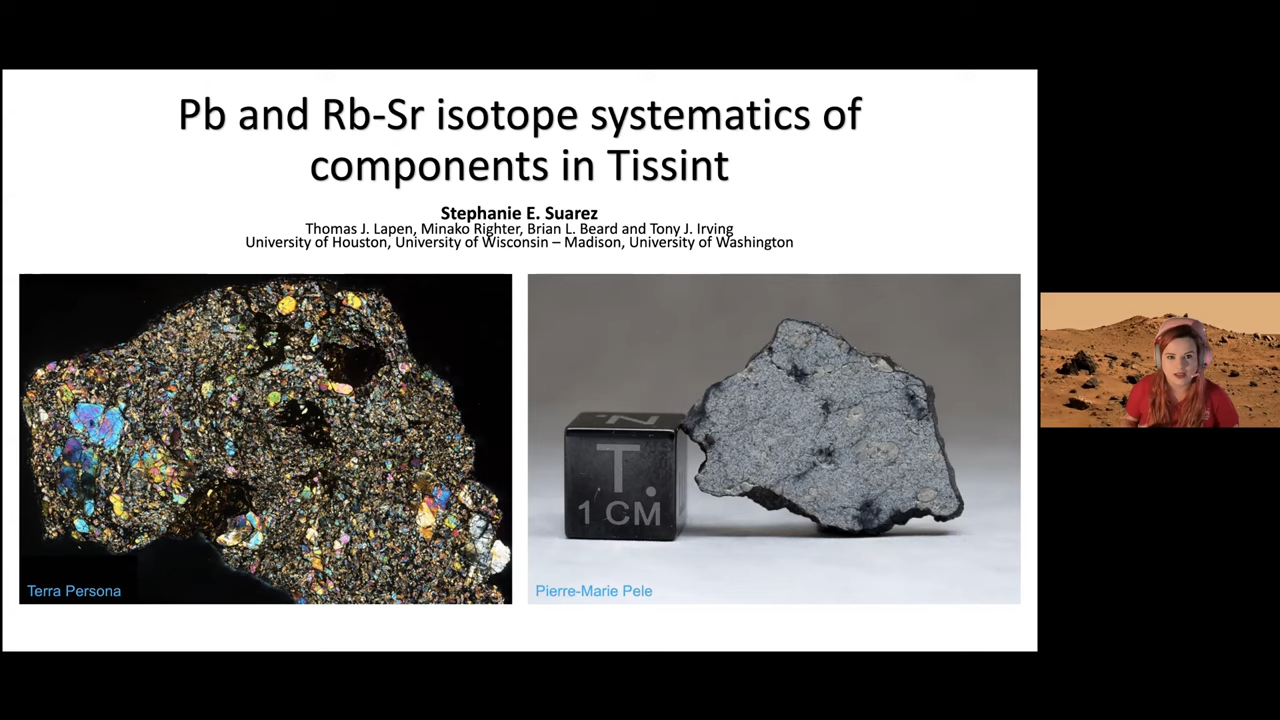 Pb and Rb-Sr isotope systematics of
components in Tissint
Stephanie E. Suarez
Thomas J. Lapen, Minako Righter, Brian L. Beard and Tony J. Irving
University of Houston, University of Wisconsin – Madison, University of Washington
N
T.
1 CM
Terra Persona
Pierre-Marie Pele